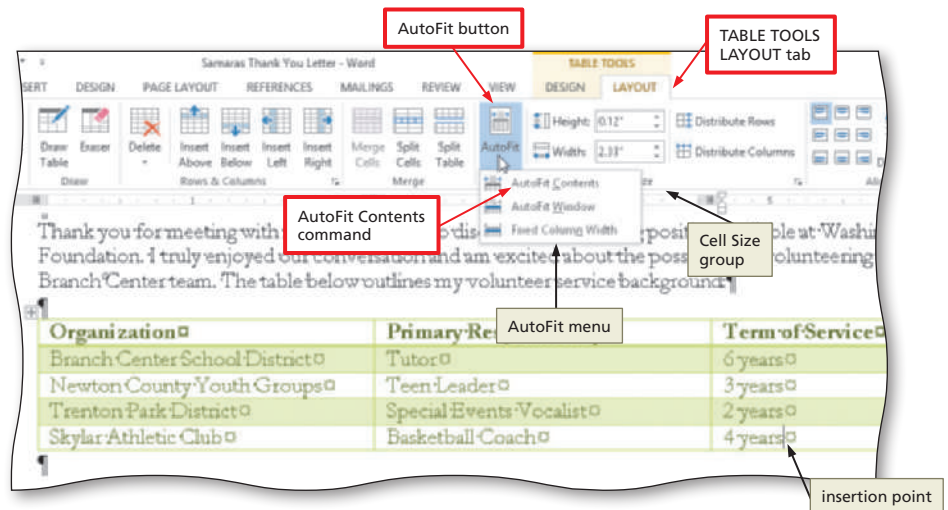 AutoFit button
TABLE TOOLS
LAYOUT tab
Samaras Thank You Letter - Word
TABLE TOOLS
SERT DESIGN PAGE LAYOUT REFERENCES MAILINGS REVIEW VIEW DESIGN LAYOUT
Draw Table
Eraser
Delete
Insert Above
Insert Below
Insert Left
Insert Right
Merge Cells
Split Cells
Split Table
AutoFit
Height: 0.12"
Width: 2.33"
Distribute Rows
Distribute Columns
Draw
Rows & Columns
Merge
AutoFit Contents
AutoFit Window
Fixed Column Width
AutoFit Contents
command
Cell Size
group
AutoFit menu
Thank you for meeting with o dis posit le at Washi
Foundation. I truly enjoyed our conversation and am excited about the poss olunteering
Branch Center team. The table below outlines my volunteer service background.¶
¶
Organization¤ Primary Re Term of Service¤
Branch Center School District¤ Tutor¤ 6 years¤
Newton County Youth Groups¤ Teen Leader¤ 3 years¤
Trenton Park District¤ Special Events Vocalist¤ 2 years¤
Skylar Athletic Club¤ Basketball Coach¤ 4 years¤
¶
insertion point